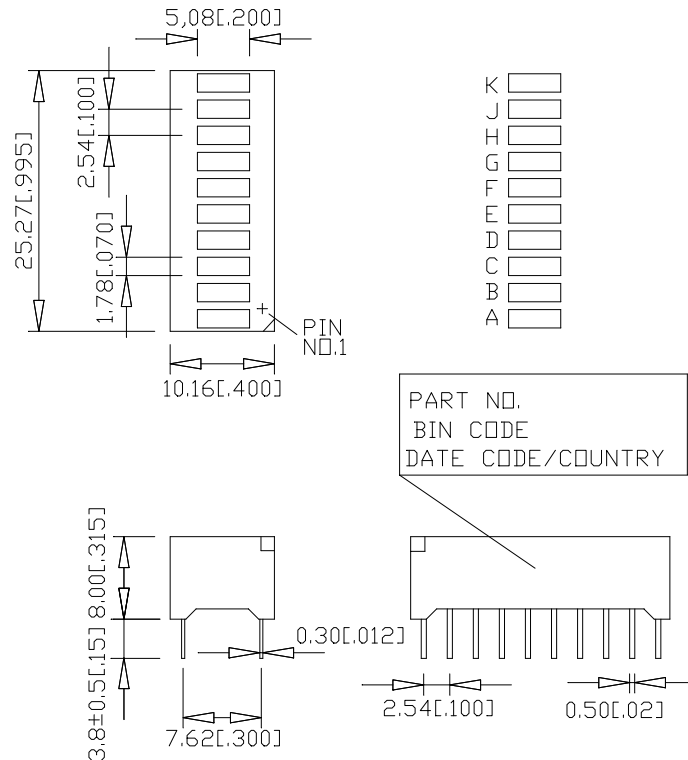 5,08[.200]
25.27[.995]
2.54[.100]
1.78[.070]
PIN
NO.1
10.16[.400]
K
J
H
G
F
E
D
C
B
A
PART NO.
BIN CODE
DATE CODE/COUNTRY
8.00[.315]
3.8±0.5[.15]
0.30[.012]
7.62[.300]
2.54[.100]
0.50[.02]